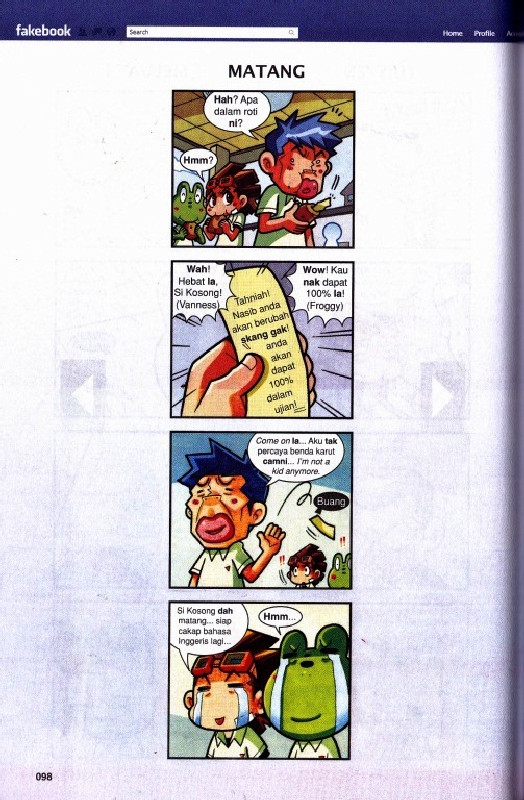 fakebook
Search
Home Profile
MATANG
Hah? Apa
dalam roti
ni?
Hmm?
Wah!
Hebat la,
Si Kosong!
(Vanness)
Wow! Kau
nak dapat
100% la!
(Froggy)
Tahniah!
Nasib anda
akan berubah
skang gak!
anda
akan
dapat
100%
dalam
ujian!
Come on la... Aku tak
percaya benda karut
camni... I'm not a
kid anymore.
Buang
!!
!!
Si Kosong dah
matang... siap
cakap bahasa
Inggeris lagi...
Hmm...
098